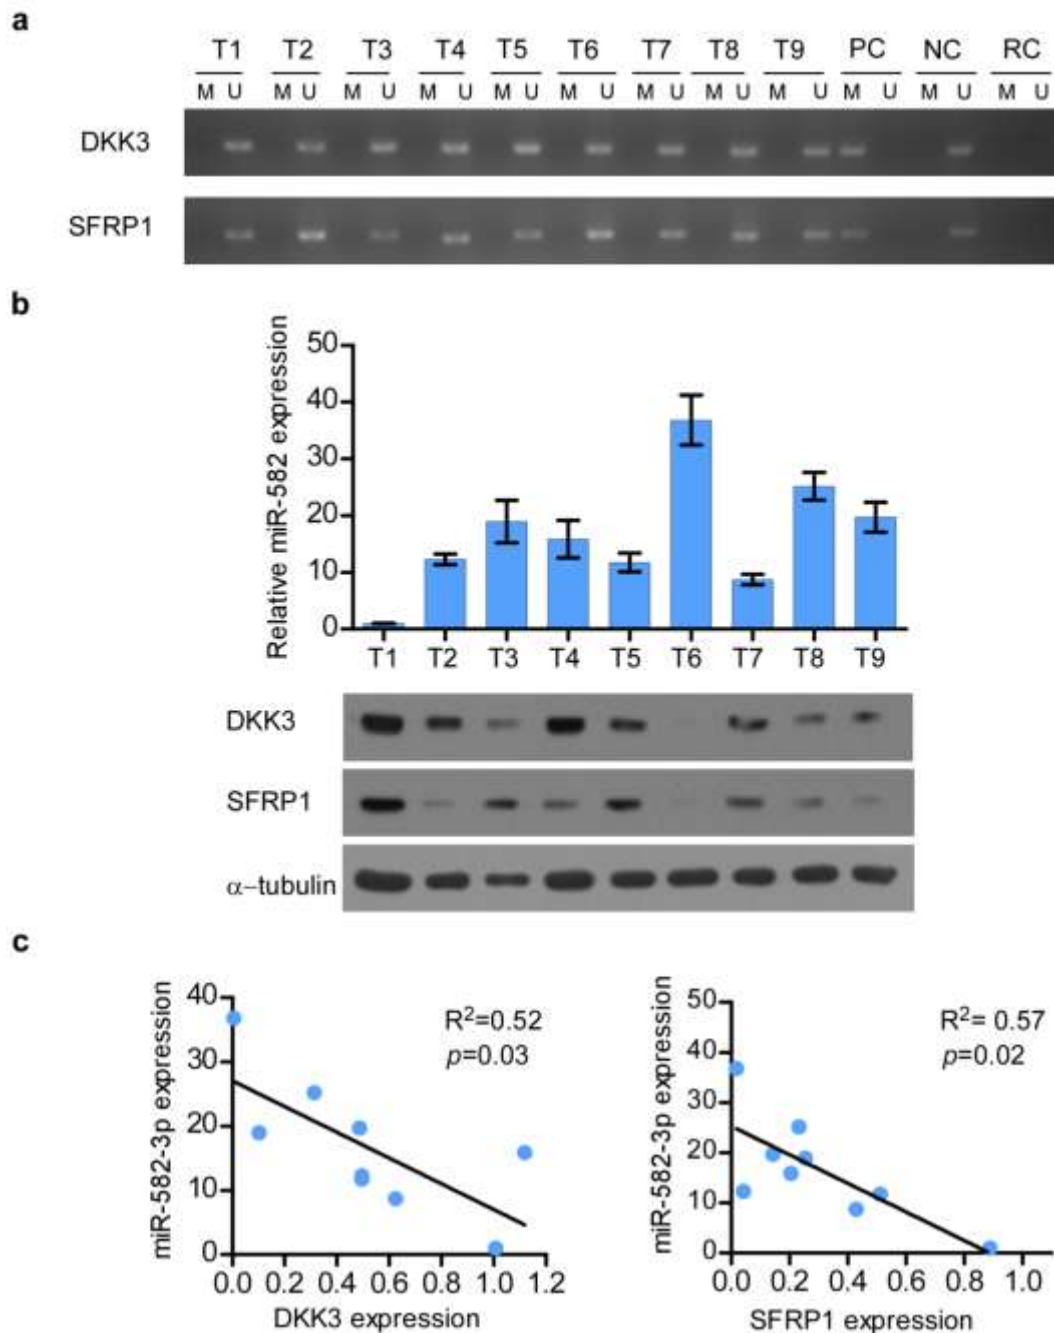 a
T1 T2 T3 T4 T5 T6 T7 T8 T9 PC NC RC
M U M U M U M U M U M U M U M U M U M U M U M U
DKK3
SFRP1
b
Relative miR-582 expression
50
40
30
20
10
0
T1 T2 T3 T4 T5 T6 T7 T8 T9
DKK3
SFRP1
α−tubulin
c
miR-582-3p expression
40
30
20
10
0
R²=0.52
p=0.03
0.0 0.2 0.4 0.6 0.8 1.0 1.2
DKK3 expression
miR-582-3p expression
50
40
30
20
10
0
R²= 0.57
p=0.02
0.0 0.2 0.4 0.6 0.8 1.0
SFRP1 expression